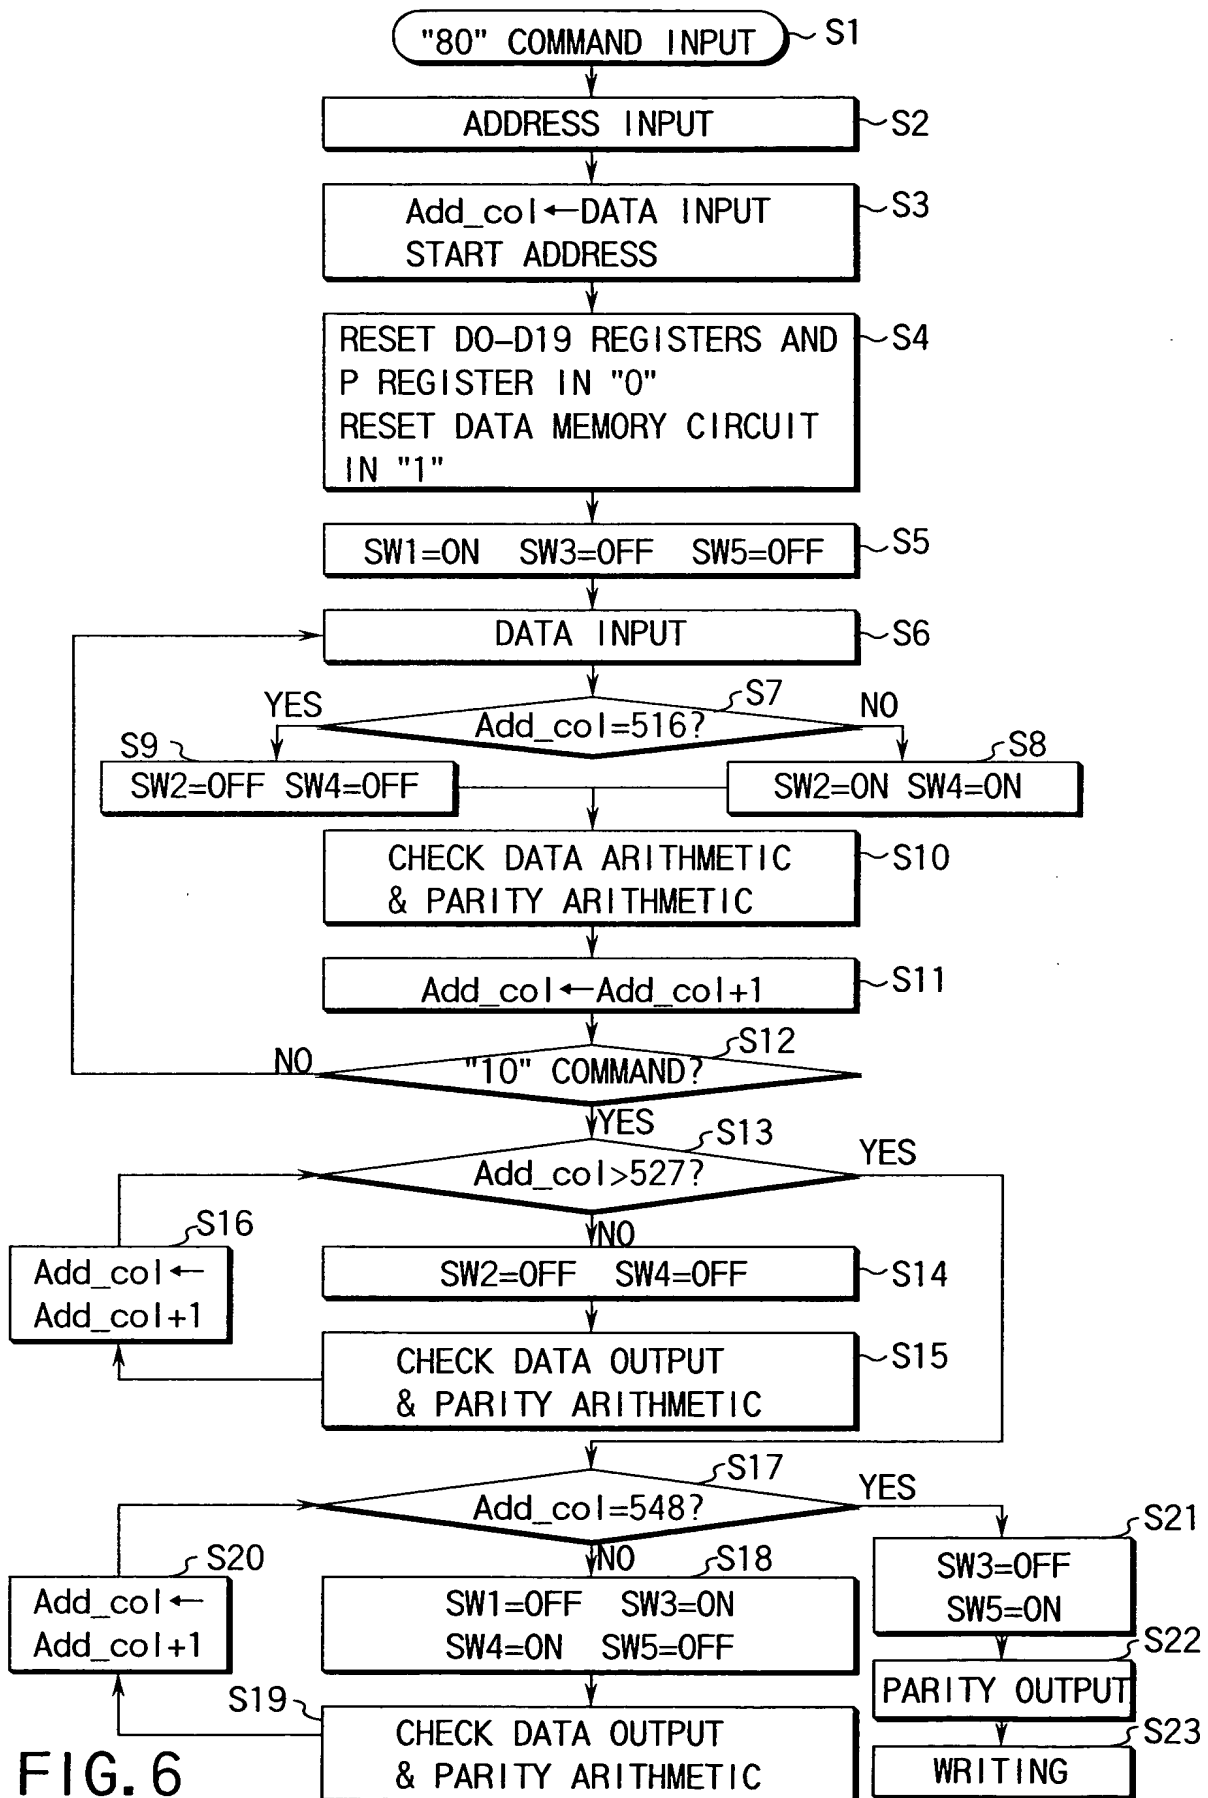 "80" COMMAND INPUT
S1
ADDRESS INPUT
S2
Add_col←DATA INPUT
START ADDRESS
S3
RESET D0-D19 REGISTERS AND
P REGISTER IN "0"
RESET DATA MEMORY CIRCUIT
IN "1"
S4
SW1=ON SW3=OFF SW5=OFF
S5
DATA INPUT
S6
S7
YES
Add_col=516?
NO
S9
SW2=OFF SW4=OFF
S8
SW2=ON SW4=ON
CHECK DATA ARITHMETIC
& PARITY ARITHMETIC
S10
Add_col←Add_col+1
S11
S12
NO
"10" COMMAND?
YES
S13
Add_col>527?
YES
NO
S16
Add_col←
Add_col+1
SW2=OFF SW4=OFF
S14
CHECK DATA OUTPUT
& PARITY ARITHMETIC
S15
S17
Add_col=548?
YES
NO
S20
Add_col←
Add_col+1
S18
SW1=OFF SW3=ON
SW4=ON SW5=OFF
S21
SW3=OFF
SW5=ON
S22
PARITY OUTPUT
S19
CHECK DATA OUTPUT
& PARITY ARITHMETIC
S23
WRITING
FIG. 6